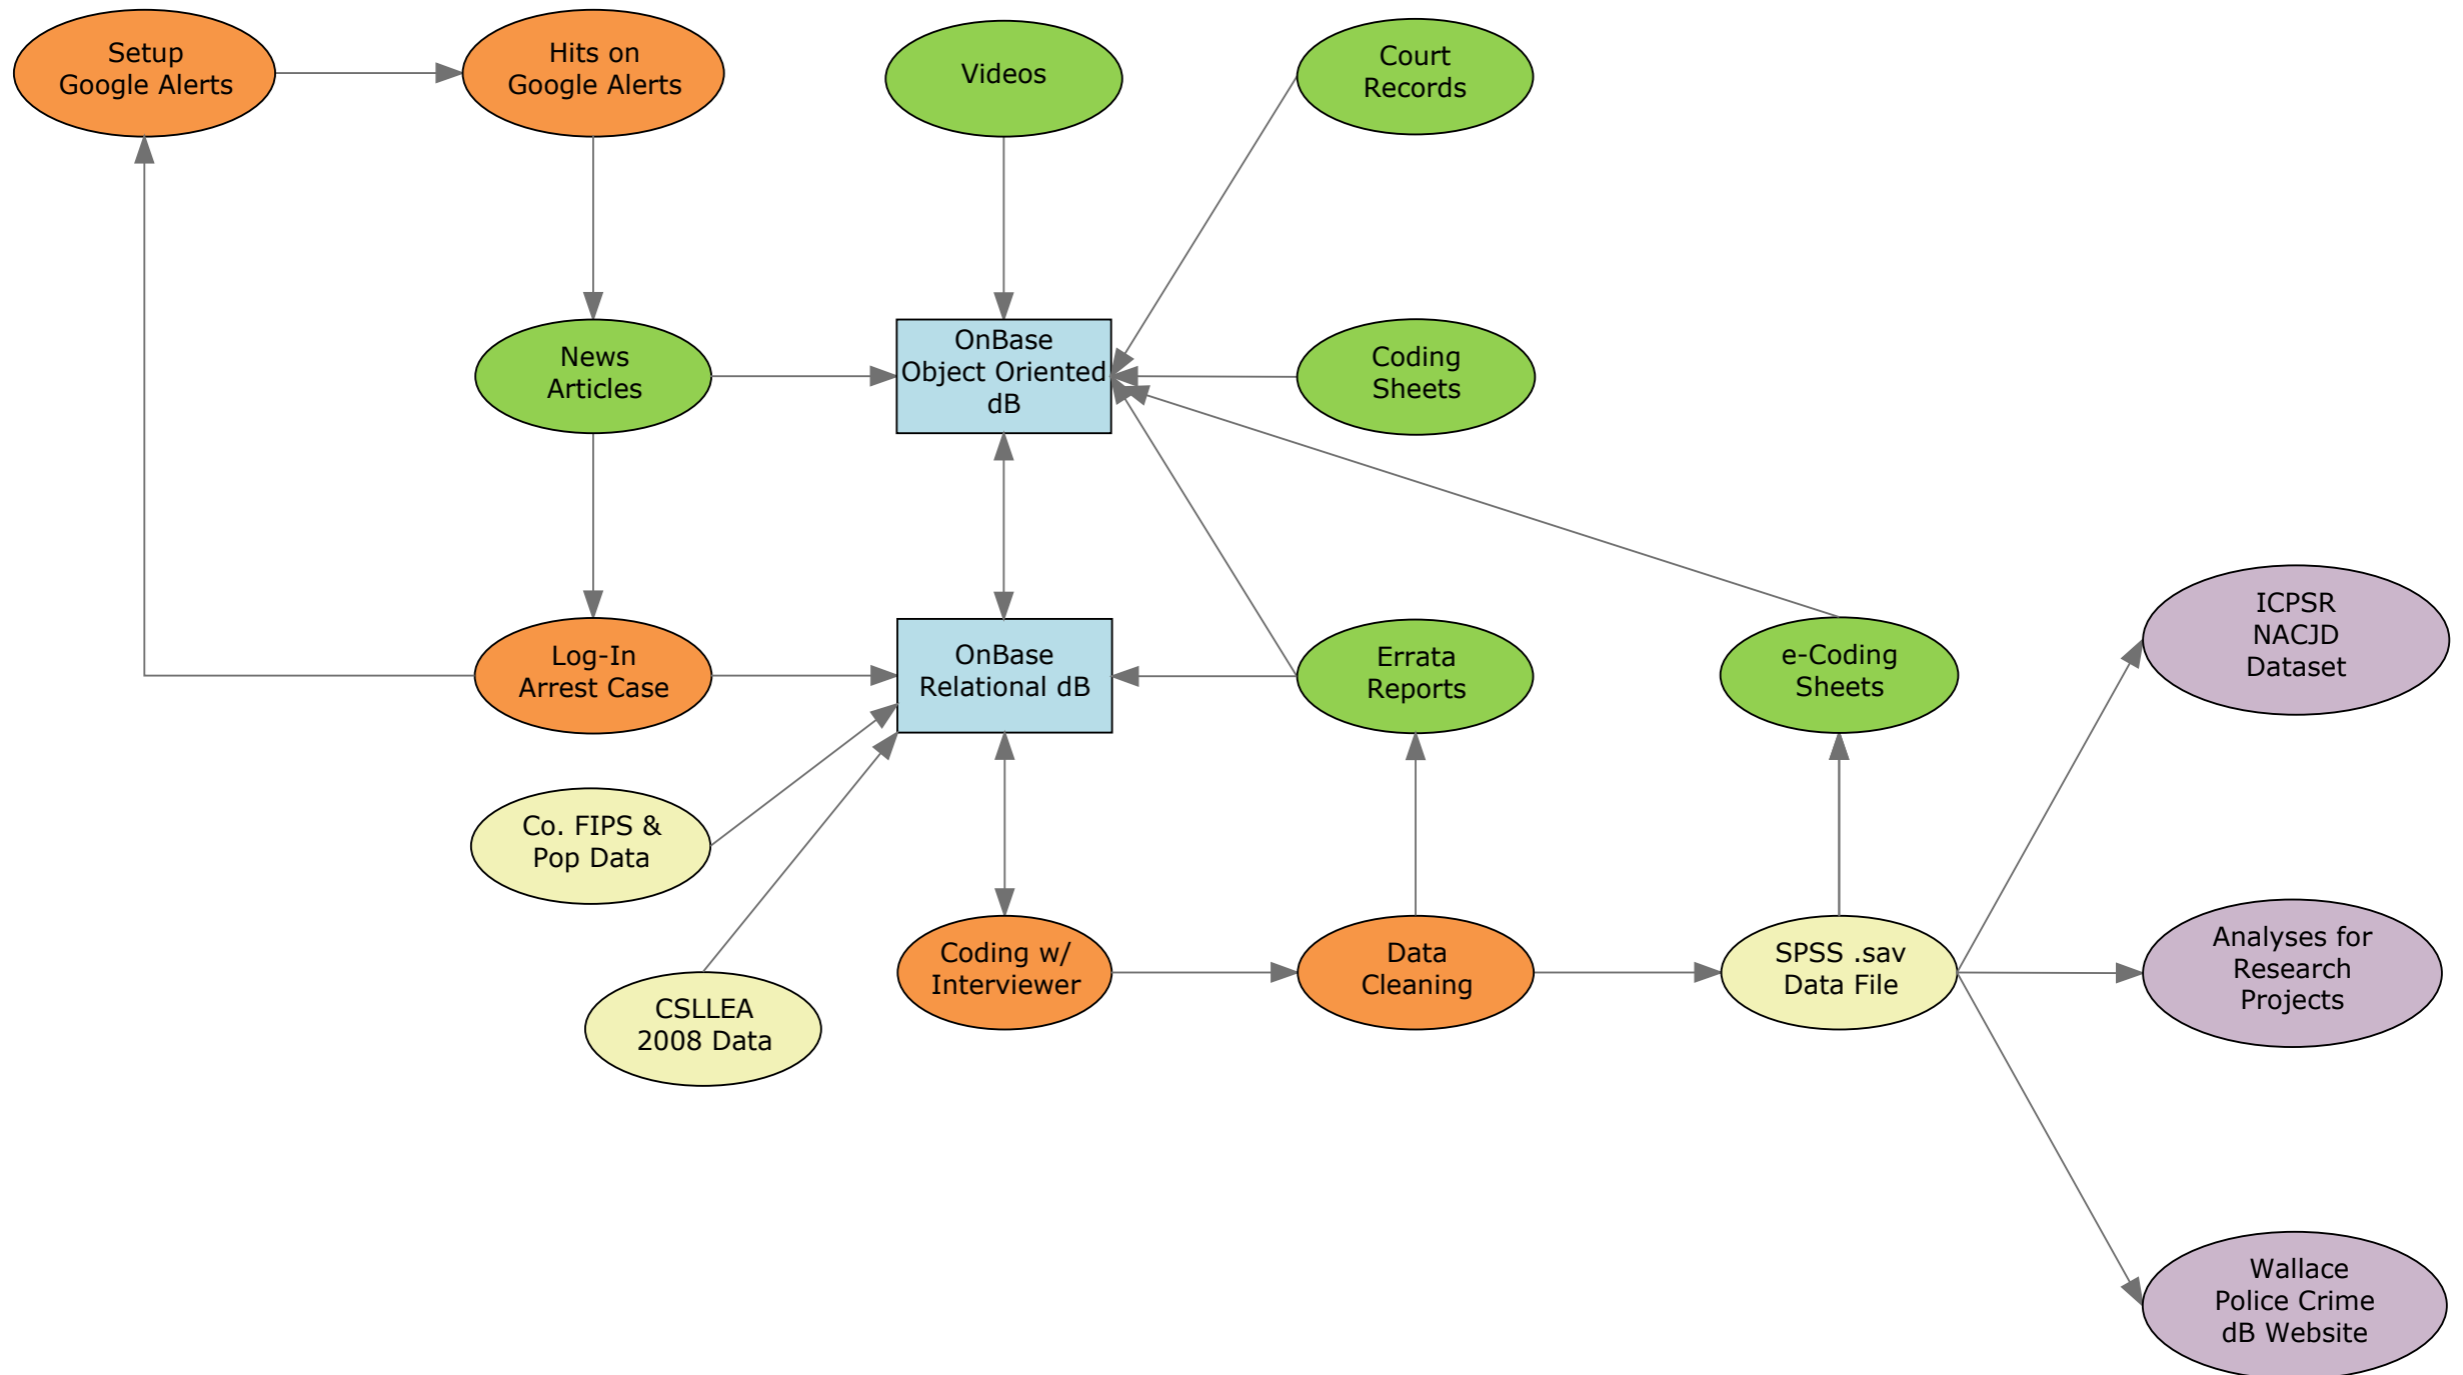 Setup
Google Alerts
Hits on
Google Alerts
Videos
Court
Records
News
Articles
OnBase
Object Oriented
dB
Coding
Sheets
Log-In
Arrest Case
OnBase
Relational dB
Errata
Reports
e-Coding
Sheets
ICPSR
NACJD
Dataset
Co. FIPS &
Pop Data
CSLLEA
2008 Data
Coding w/
Interviewer
Data
Cleaning
SPSS .sav
Data File
Analyses for
Research
Projects
Wallace
Police Crime
dB Website